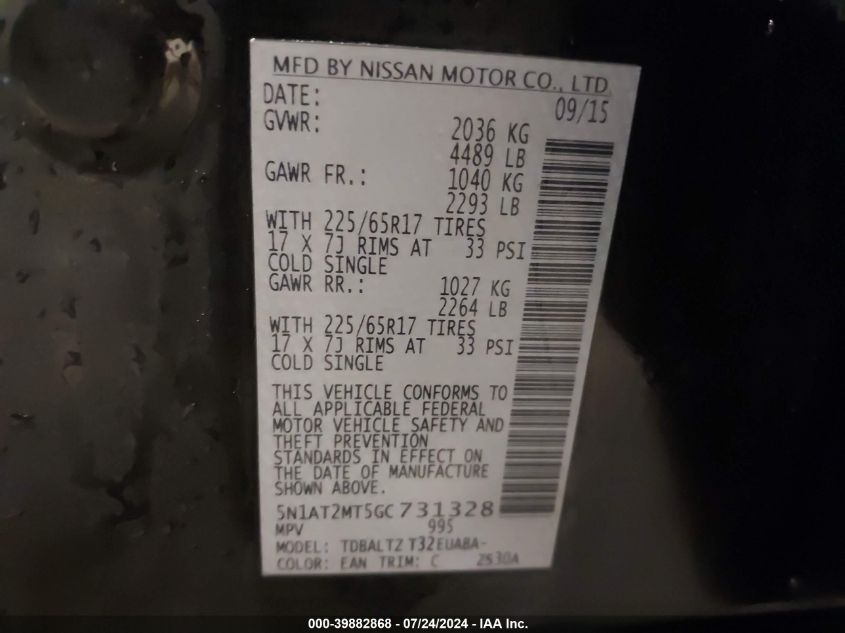 MFD BY NISSAN MOTOR CO., LTD.
DATE: 09/15
GVWR: 2036 KG
4489 LB
GAWR FR.: 1040 KG
2293 LB
WITH 225/65R17 TIRES
17 X 7J RIMS AT 33 PSI
COLD SINGLE
GAWR RR.: 1027 KG
2264 LB
WITH 225/65R17 TIRES
17 X 7J RIMS AT 33 PSI
COLD SINGLE
THIS VEHICLE CONFORMS TO
ALL APPLICABLE FEDERAL
MOTOR VEHICLE SAFETY AND
THEFT PREVENTION
STANDARDS IN EFFECT ON
THE DATE OF MANUFACTURE
SHOWN ABOVE.
5N1AT2MT5GC731328
MPV 995
MODEL: TDBALTZ T32EUABA-
COLOR: EAN TRIM: C 2S30A
000-39882868 - 07/24/2024 - IAA Inc.